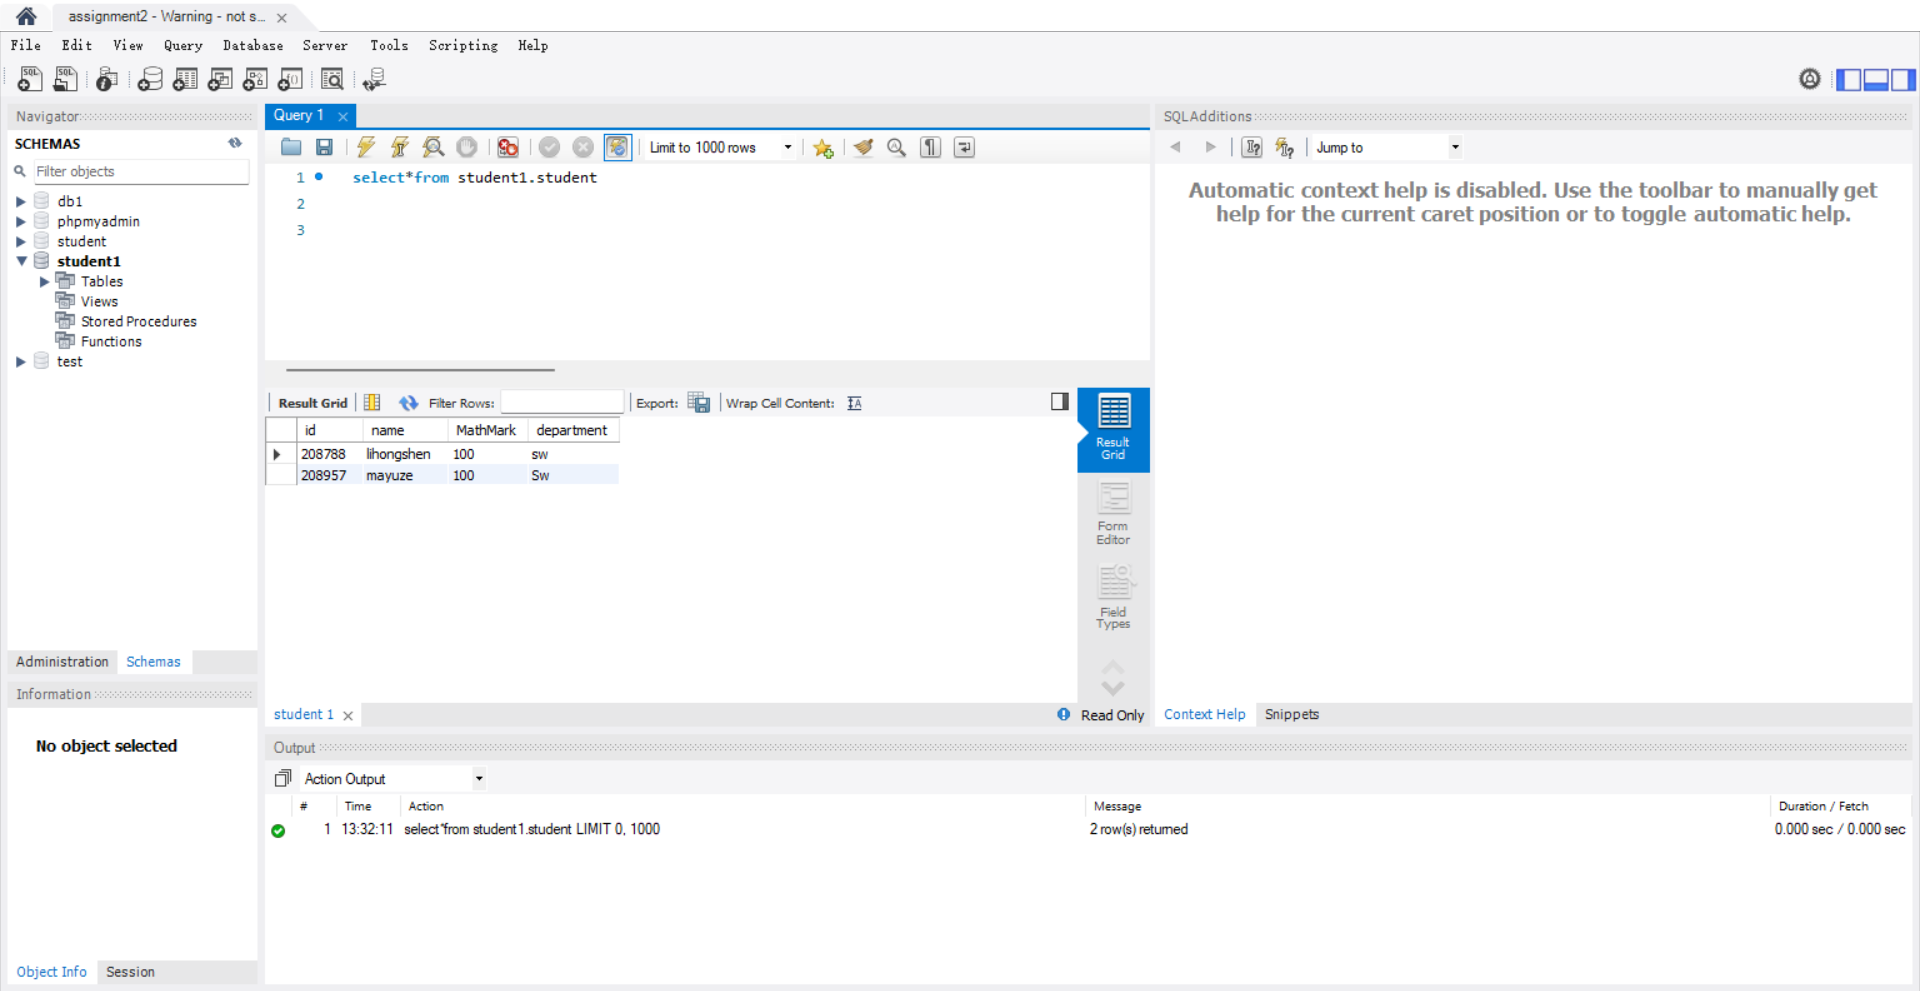 assignment2 - Warning - not s...
File Edit View Query Database Server Tools Scripting Help
Navigator
SCHEMAS
Filter objects
db1
phpmyadmin
student
student1
Tables
Views
Stored Procedures
Functions
test
Administration Schemas
Information
No object selected
Object Info Session
Query 1
Limit to 1000 rows
1 select*from student1.student
2
3
Result Grid Filter Rows: Export: Wrap Cell Content:
id name MathMark department
208788 lihongshen 100 sw
208957 mayuze 100 Sw
Result
Grid
Form
Editor
Field
Types
student 1
Read Only
SQLAdditions
Jump to
Automatic context help is disabled. Use the toolbar to manually get
help for the current caret position or to toggle automatic help.
Context Help Snippets
Output
Action Output
# Time Action Message Duration / Fetch
1 13:32:11 select*from student1.student LIMIT 0, 1000 2 row(s) returned 0.000 sec / 0.000 sec